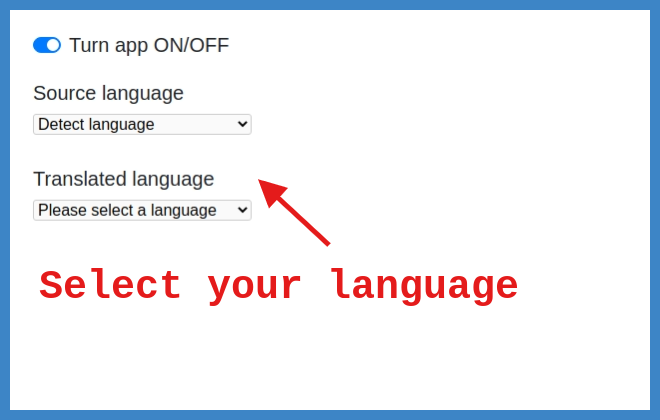 Turn app ON/OFF
Source language
Detect language
Translated language
Please select a language
Select your language